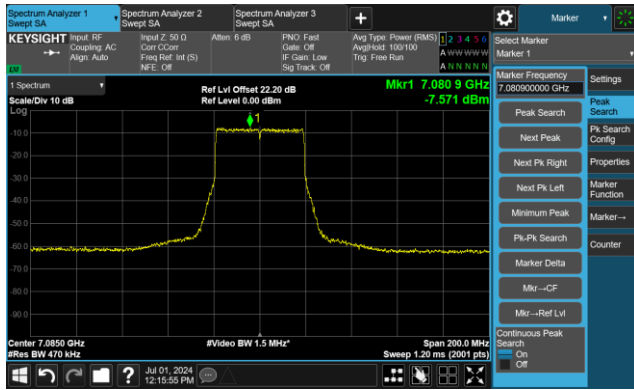 Spectrum Analyzer 1
Swept SA
Spectrum Analyzer 2
Swept SA
Spectrum Analyzer 3
Swept SA
+
Marker
KEYSIGHT
Input: RF
Coupling: AC
Align: Auto
Input Z: 50 Ω
Corr CCorr
Freq Ref: Int (S)
NFE: Off
Atten: 6 dB
PNO: Fast
Gate: Off
IF Gain: Low
Sig Track: Off
Avg Type: Power (RMS)
Avg|Hold: 100/100
Trig: Free Run
1 2 3 4 5 6
A W W W W W
A N N N N N
Select Marker
Marker 1
1 Spectrum
Scale/Div 10 dB
Log
Ref Lvl Offset 22.20 dB
Ref Level 0.00 dBm
Mkr1 7.080 9 GHz
-7.571 dBm
1
-10.0
-20.0
-30.0
-40.0
-50.0
-60.0
-70.0
-80.0
-90.0
Center 7.0850 GHz
#Res BW 470 kHz
#Video BW 1.5 MHz*
Span 200.0 MHz
Sweep 1.20 ms (2001 pts)
Marker Frequency
7.080900000 GHz
Peak Search
Next Peak
Next Pk Right
Next Pk Left
Minimum Peak
Pk-Pk Search
Marker Delta
Mkr→CF
Mkr→Ref Lvl
Continuous Peak
Search
On
Off
Settings
Peak
Search
Pk Search
Config
Properties
Marker
Function
Marker→
Counter
?
Jul 01, 2024
12:15:55 PM